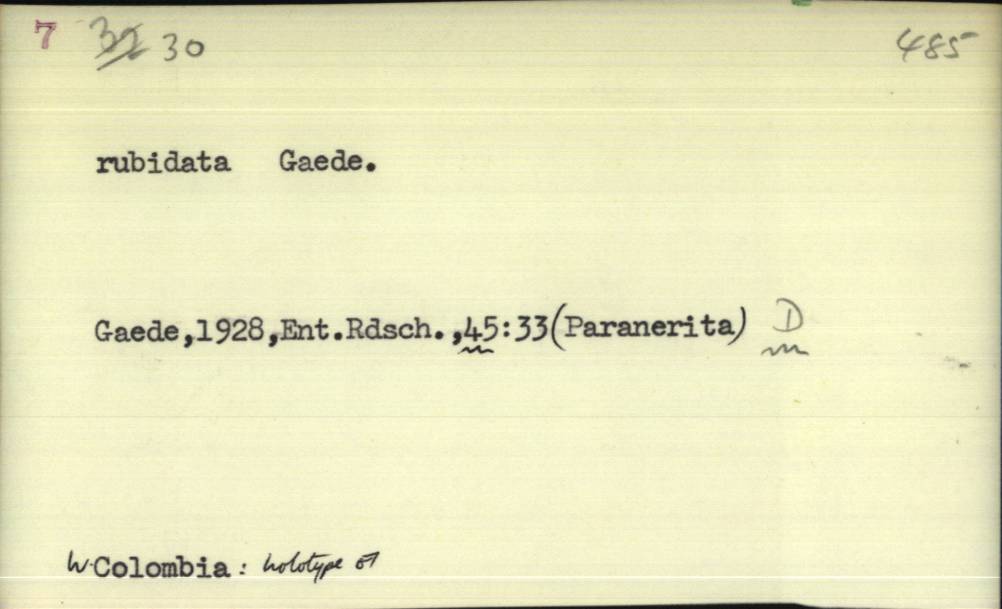 7 32 30 485
rubidata Gaede.
Gaede,1928,Ent.Rdsch.,45:33(Paranerita) D
W. Colombia: holotype ♂